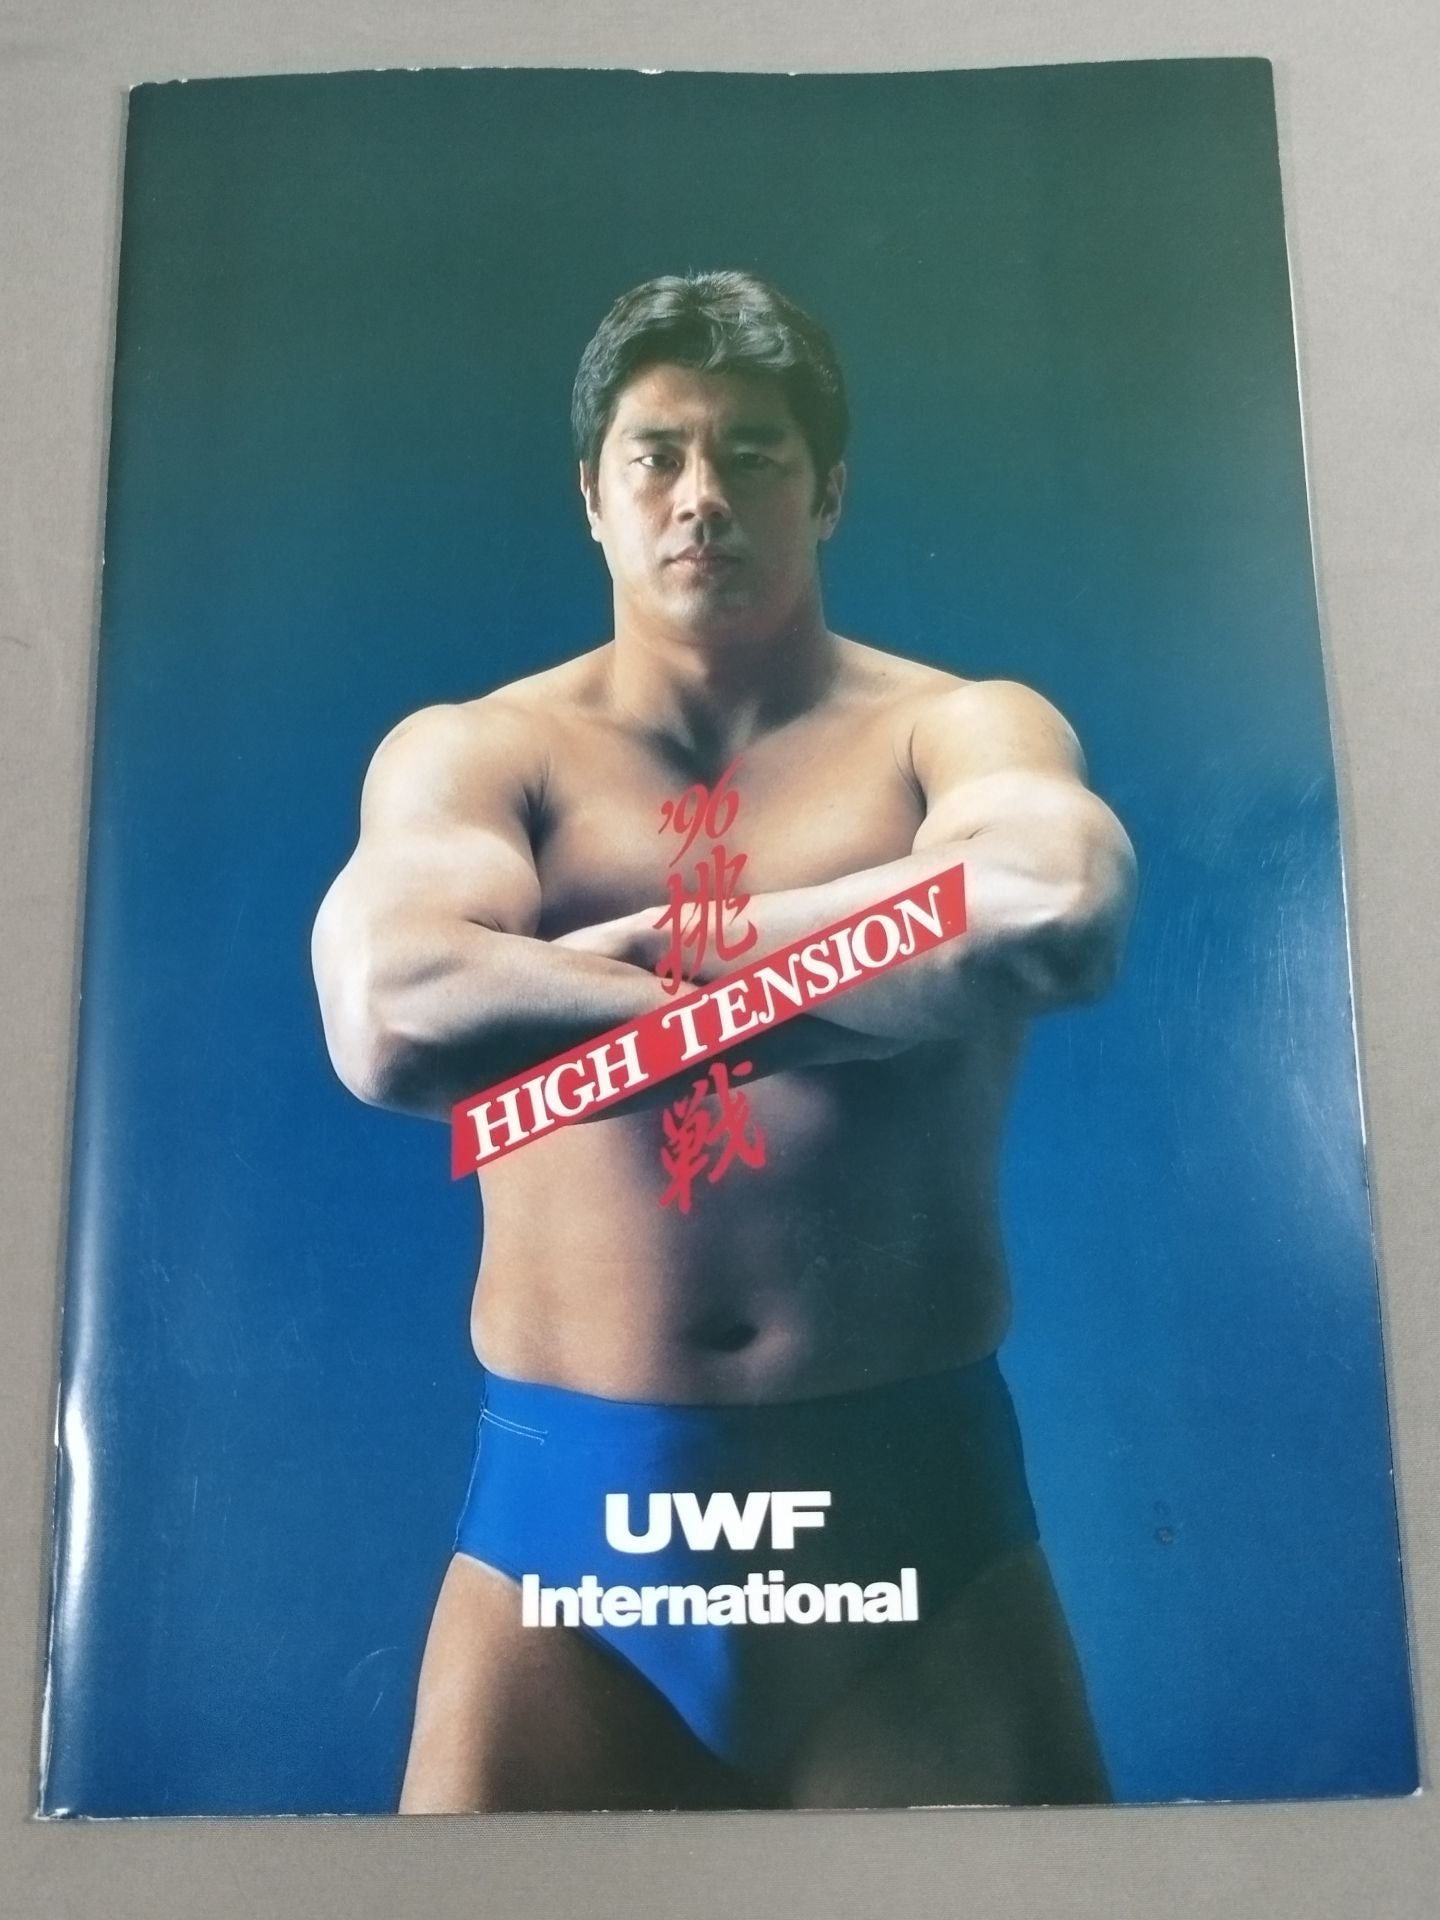 '96
挑
HIGH TENSION
戦
UWF
International